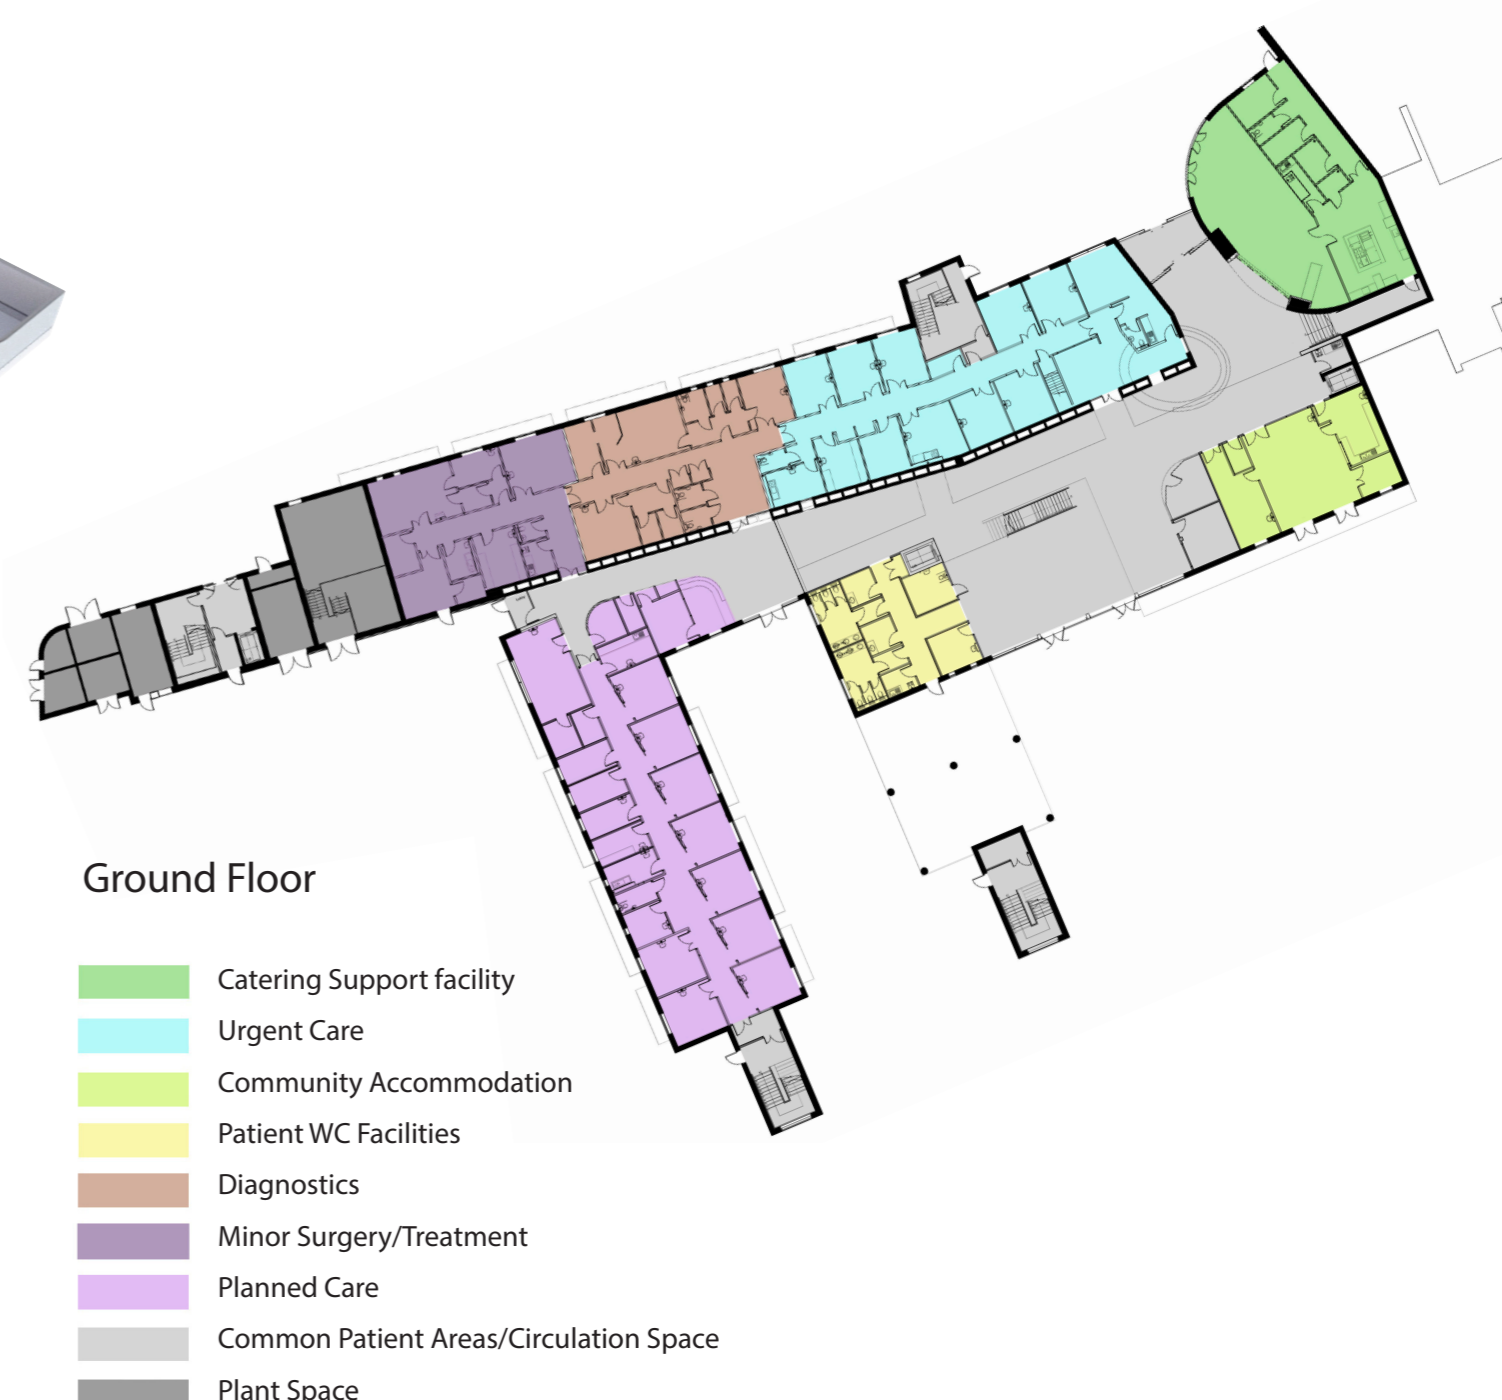 Ground Floor
Catering Support facility
Urgent Care
Community Accommodation
Patient WC Facilities
Diagnostics
Minor Surgery/Treatment
Planned Care
Common Patient Areas/Circulation Space
Plant Space